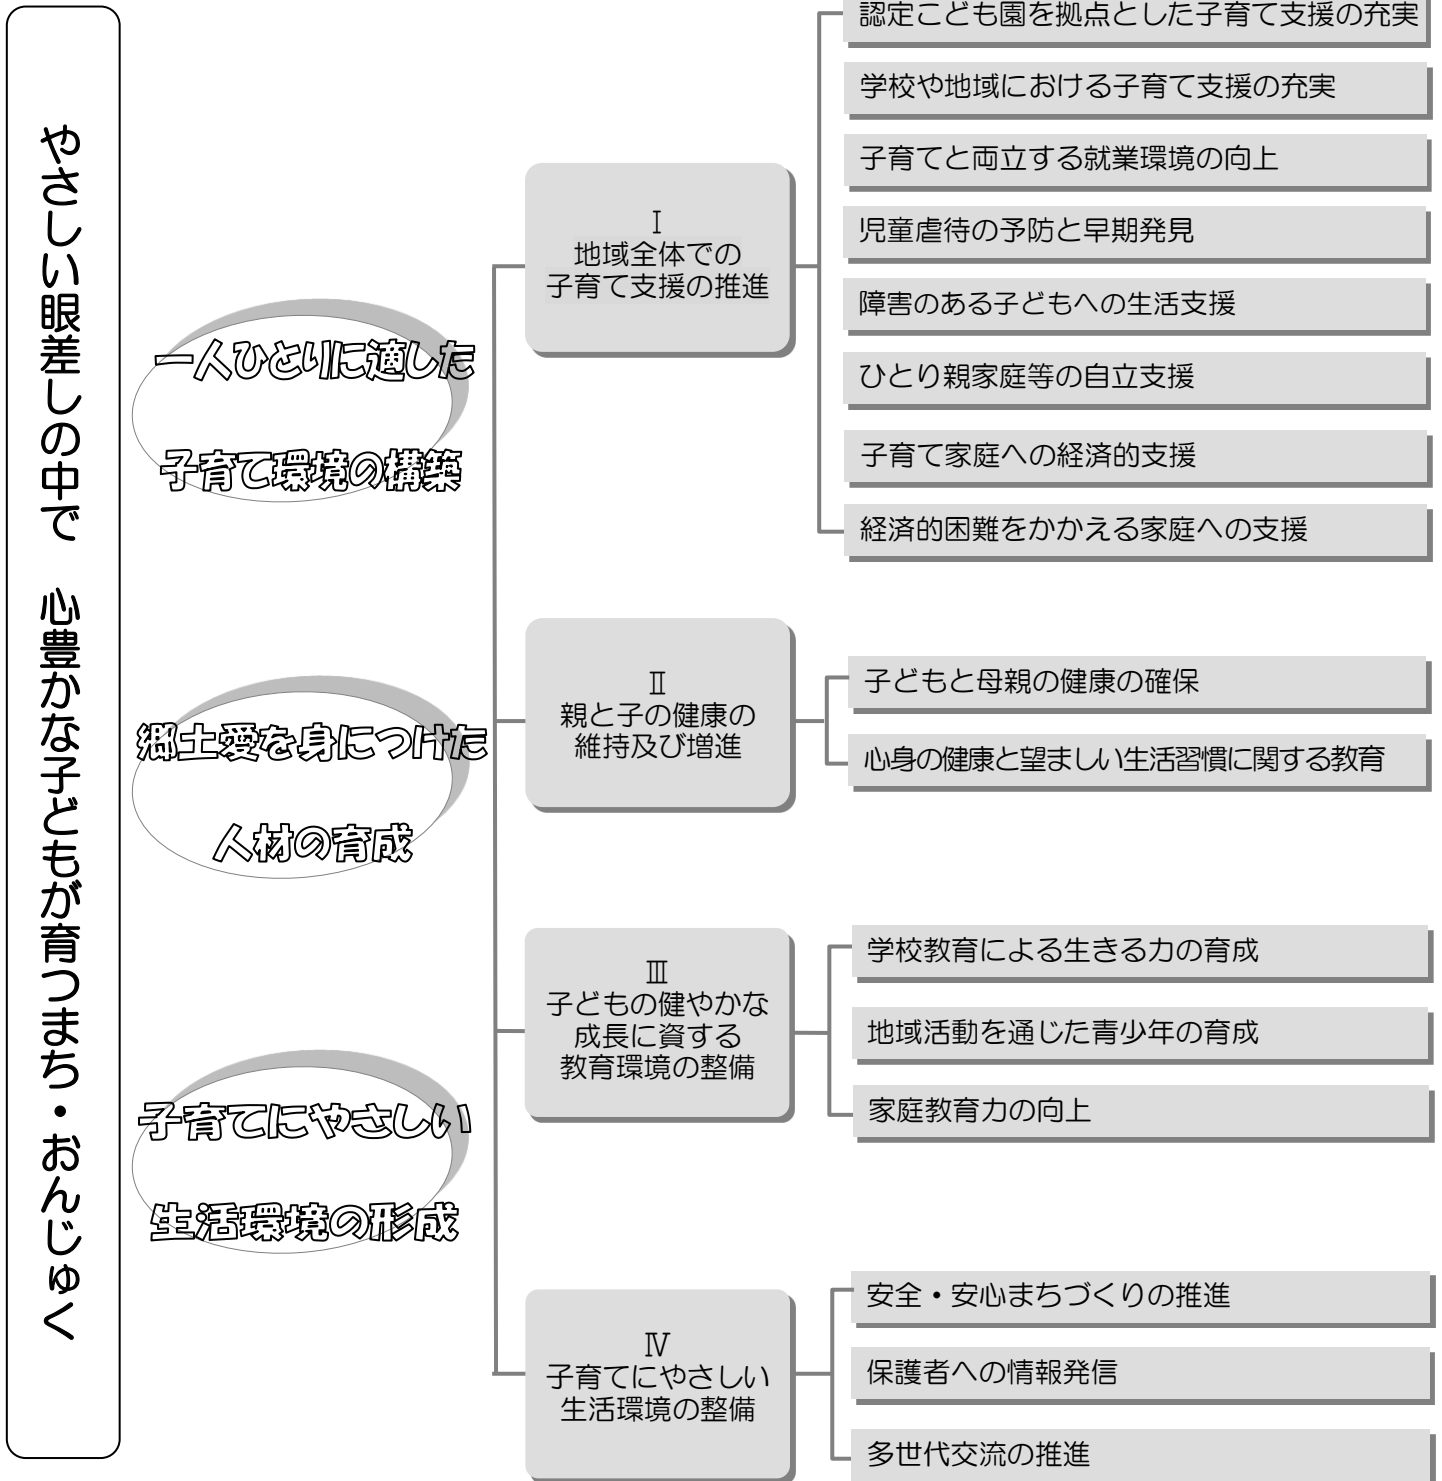 やさしい眼差しの中で　心豊かな子どもが育つまち・おんじゅく
一人ひとりに適した
子育て環境の構築
郷土愛を身につけた
人材の育成
子育てにやさしい
生活環境の形成
Ⅰ
地域全体での
子育て支援の推進
認定こども園を拠点とした子育て支援の充実
学校や地域における子育て支援の充実
子育てと両立する就業環境の向上
児童虐待の予防と早期発見
障害のある子どもへの生活支援
ひとり親家庭等の自立支援
子育て家庭への経済的支援
経済的困難をかかえる家庭への支援
Ⅱ
親と子の健康の
維持及び増進
子どもと母親の健康の確保
心身の健康と望ましい生活習慣に関する教育
Ⅲ
子どもの健やかな
成長に資する
教育環境の整備
学校教育による生きる力の育成
地域活動を通じた青少年の育成
家庭教育力の向上
Ⅳ
子育てにやさしい
生活環境の整備
安全・安心まちづくりの推進
保護者への情報発信
多世代交流の推進